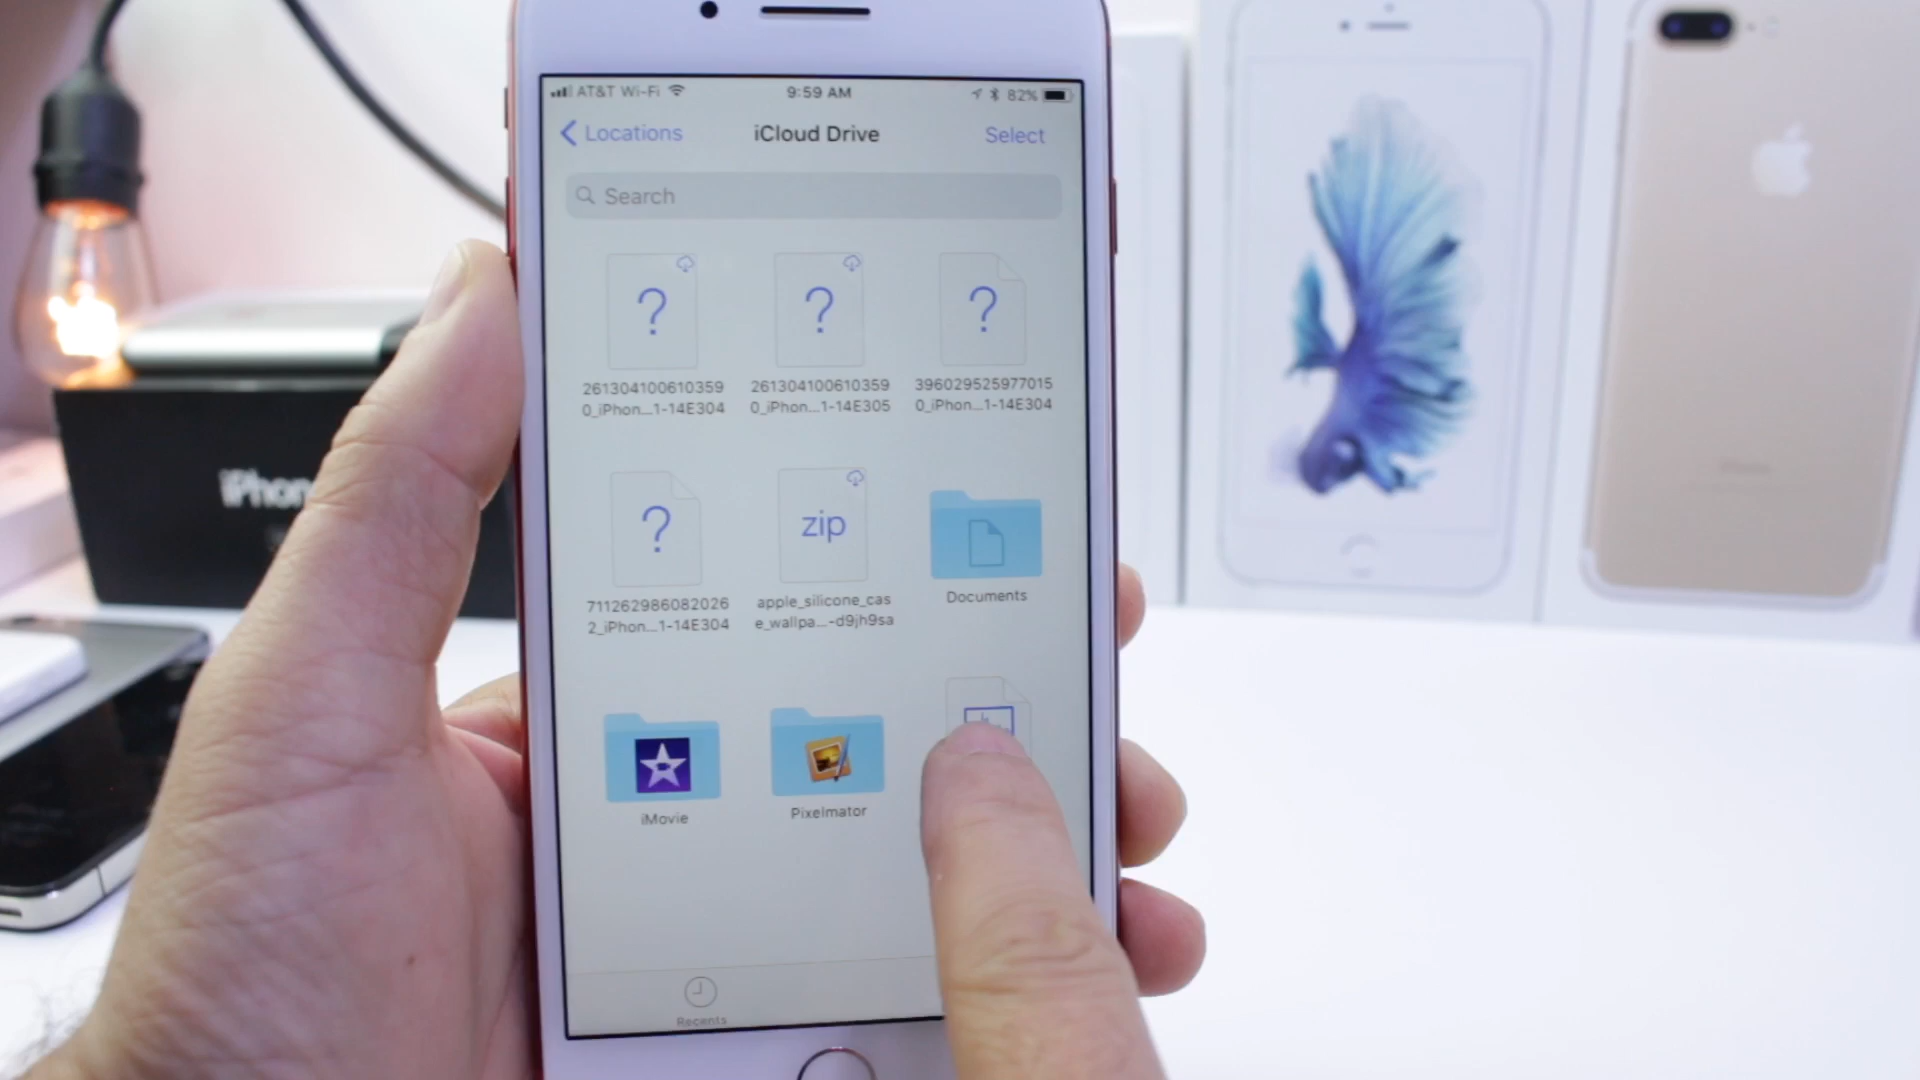 AT&T Wi-Fi 9:59 AM 82%
Locations iCloud Drive Select
Search
? ? ?
261304100610359 261304100610359 396029525977015
0_iPhon...1-14E304 0_iPhon...1-14E305 0_iPhon...1-14E304
? zip
Documents
711262986082026 apple_silicone_cas
2_iPhon...1-14E304 e_wallpa...-d9jh9sa
iMovie Pixelmator
Recents
iPhon